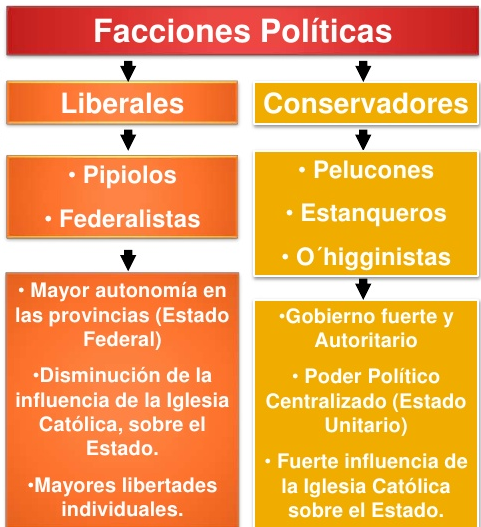 Facciones Políticas
Liberales
Conservadores
• Pipiolos
• Federalistas
• Pelucones
• Estanqueros
• O´higginistas
• Mayor autonomía en
las provincias (Estado
Federal)
•Disminución de la
influencia de la Iglesia
Católica, sobre el
Estado.
•Mayores libertades
individuales.
•Gobierno fuerte y
Autoritario
• Poder Político
Centralizado (Estado
Unitario)
• Fuerte influencia de
la Iglesia Católica
sobre el Estado.